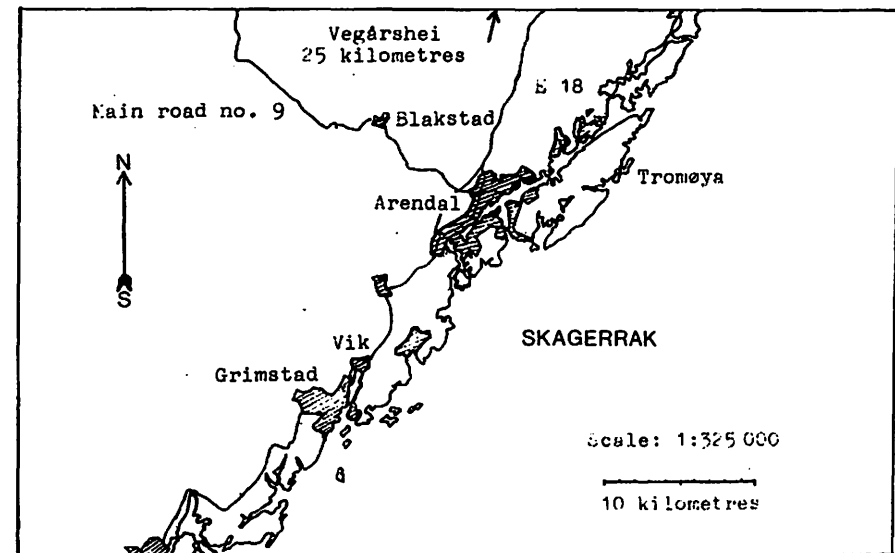 Vegårshei
25 kilometres
E 18
Main road no. 9
Blakstad
N
Tromøya
Arendal
S
SKAGERRAK
Vik
Grimstad
Scale: 1:325 000
10 kilometres